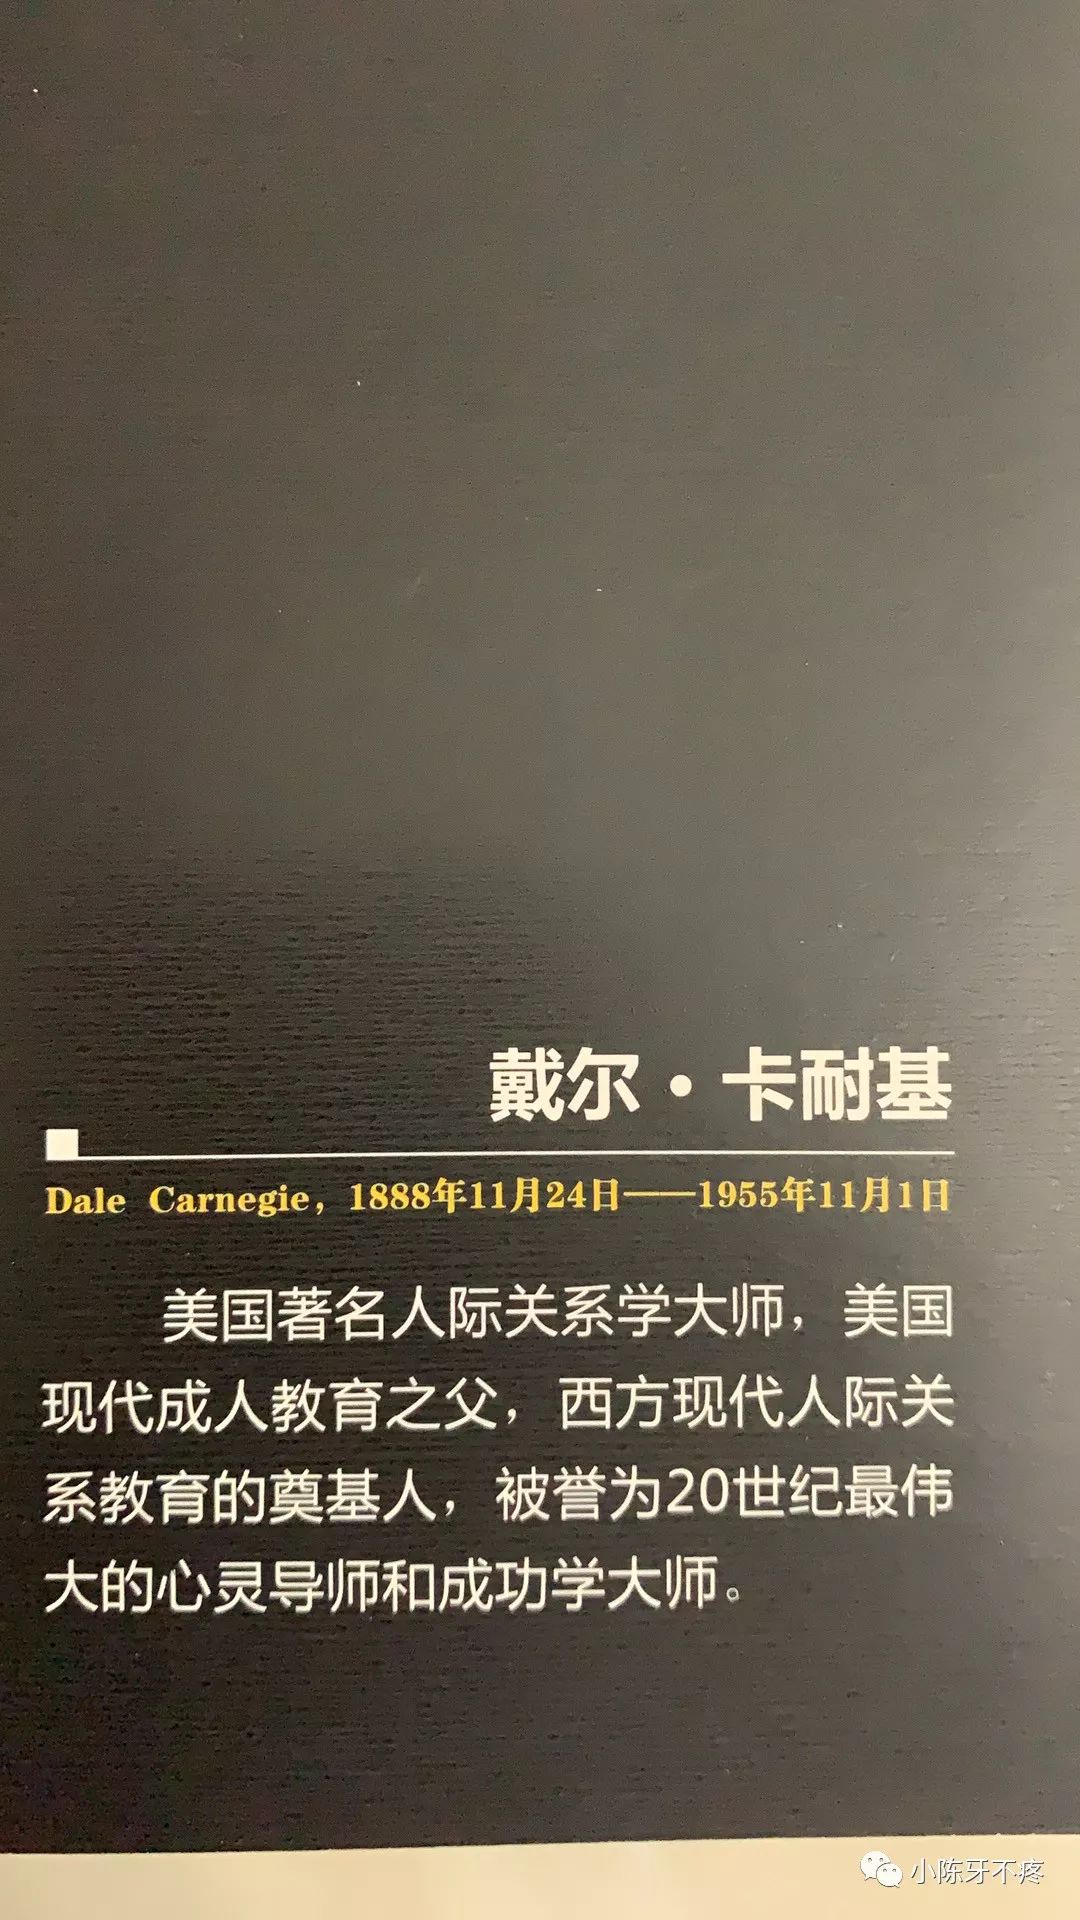 戴尔·卡耐基
Dale Carnegie, 1888年11月24日——1955年11月1日
美国著名人际关系学大师，美国
现代成人教育之父，西方现代人际关
系教育的奠基人，被誉为20世纪最伟
大的心灵导师和成功学大师。
小陈牙不疼